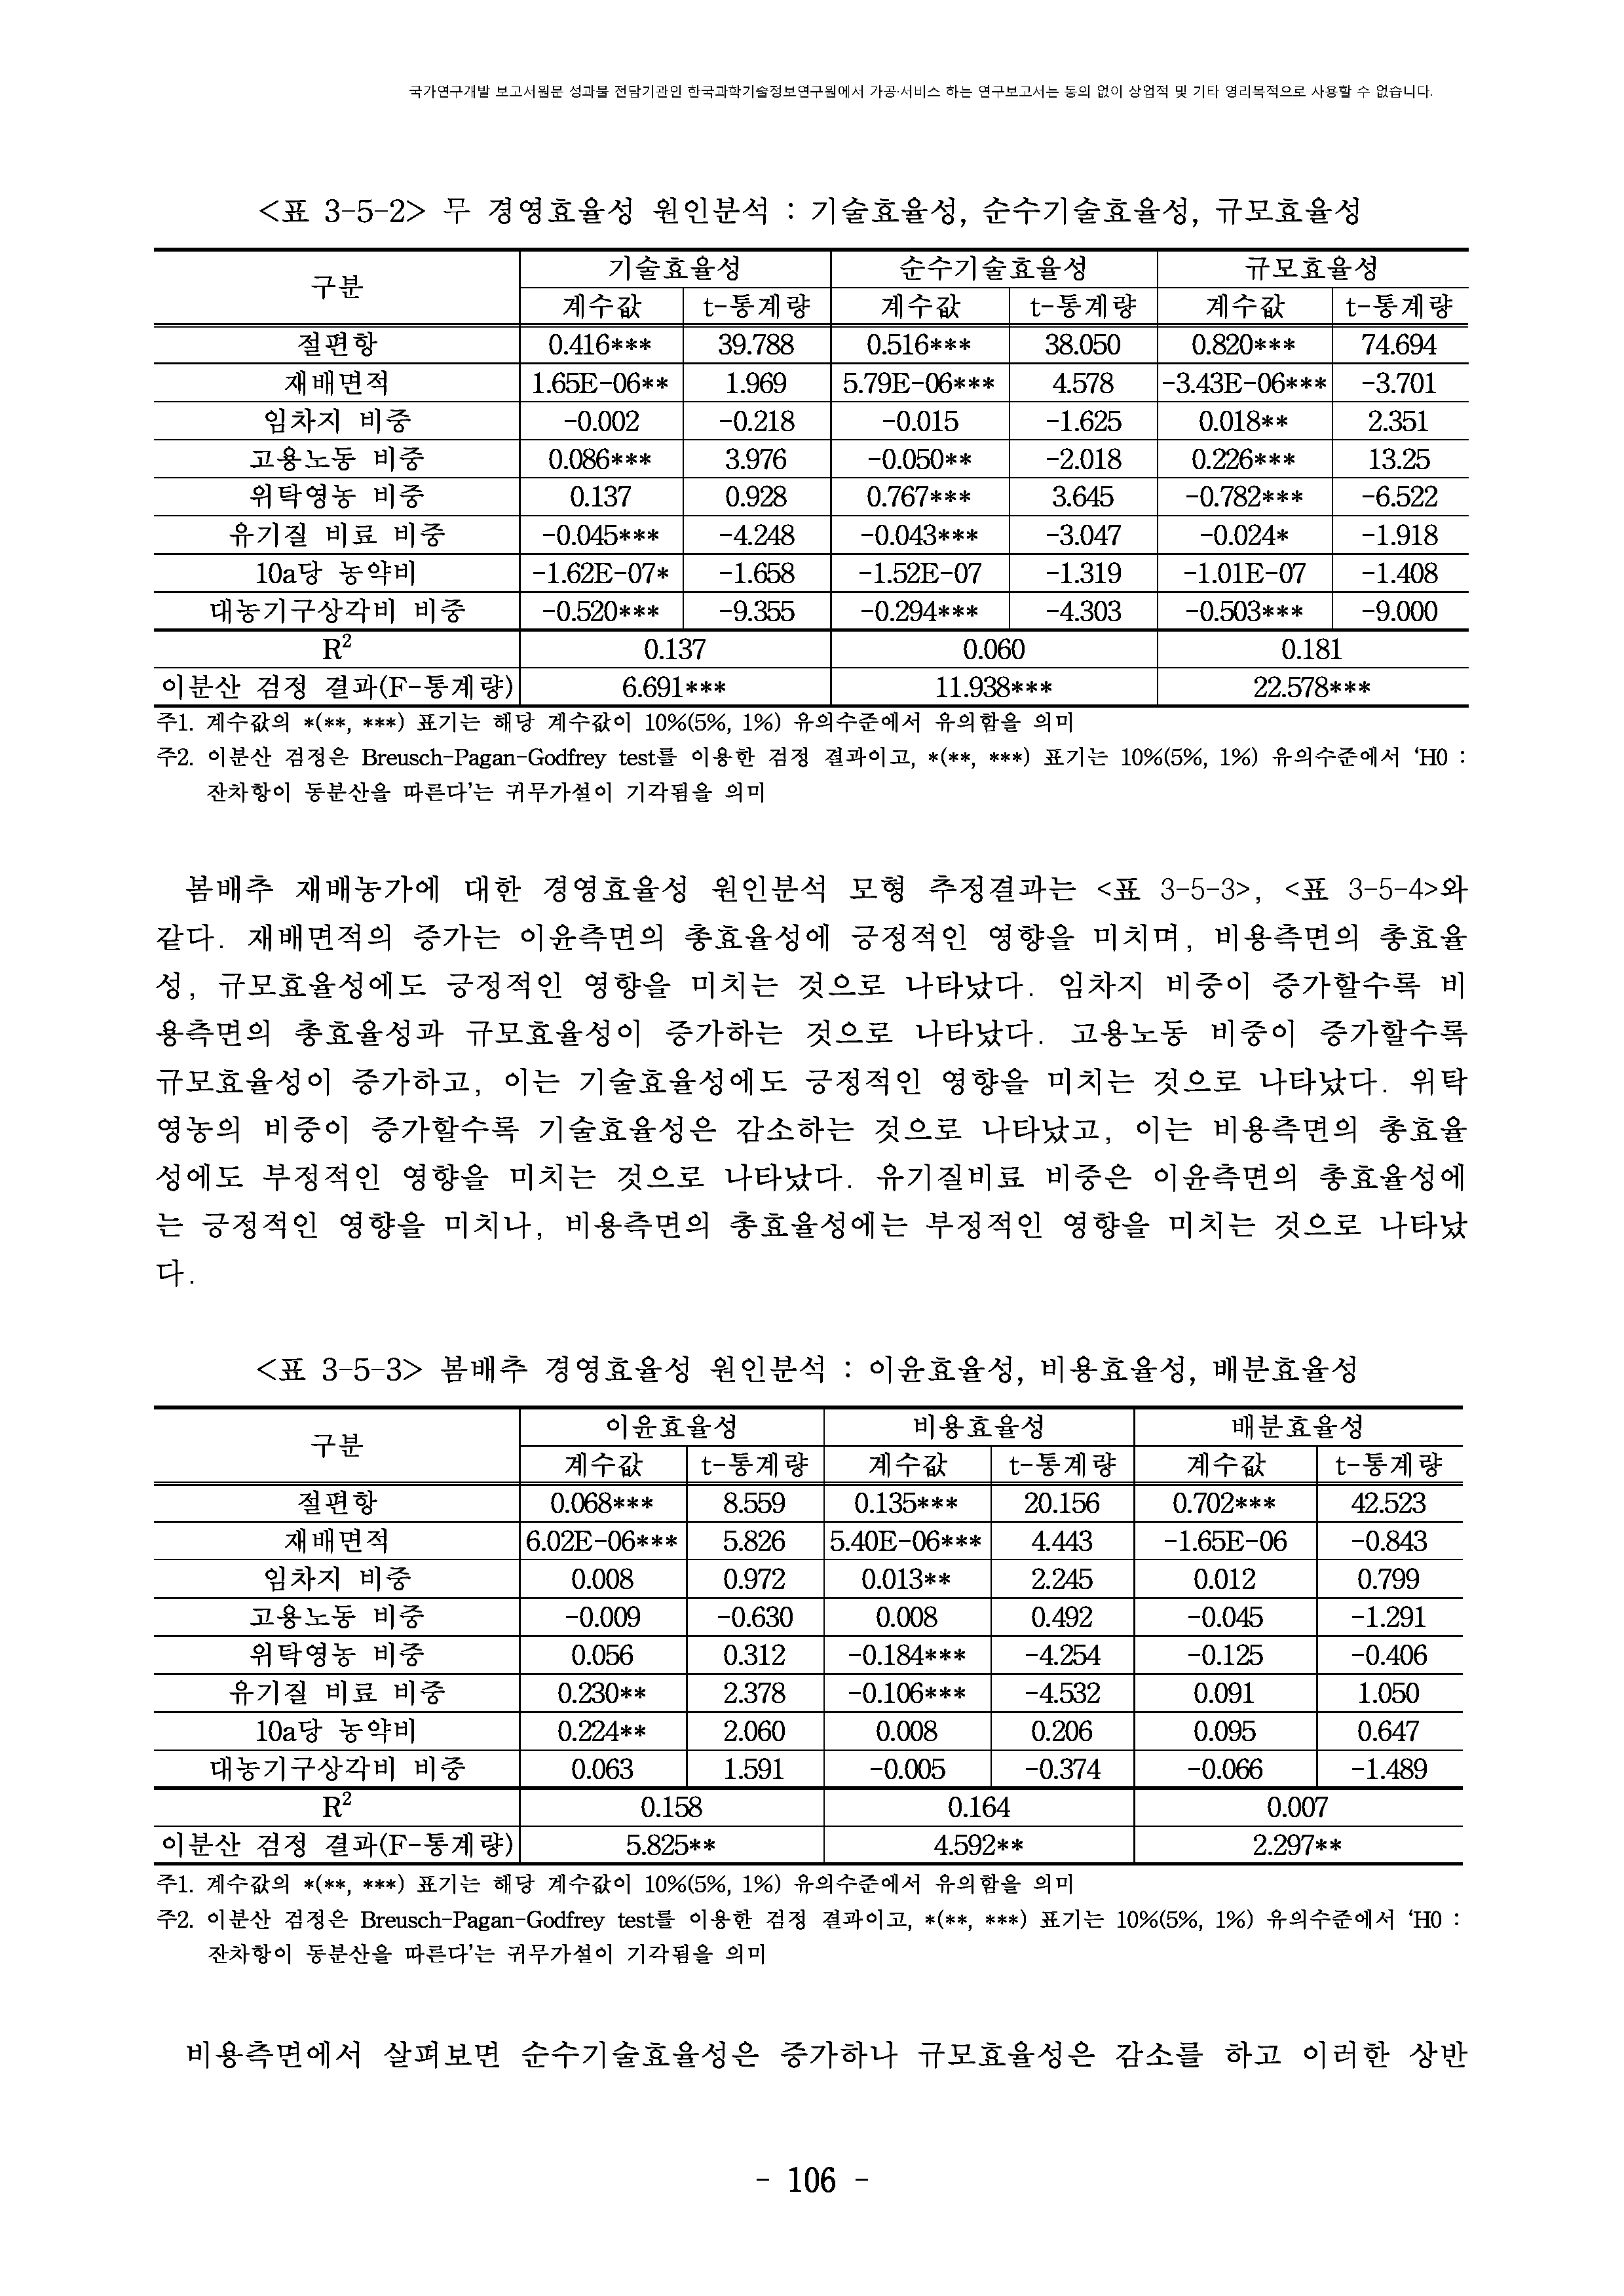 국가연구개발 보고서원문 성과물 전담기관인 한국과학기술정보연구원에서 가공·서비스 하는 연구보고서는 동의 없이 상업적 및 기타 영리목적으로 사용할 수 없습니다.
<표 3-5-2> 무 경영효율성 원인분석 : 기술효율성, 순수기술효율성, 규모효율성
구분 기술효율성 순수기술효율성 규모효율성
계수값 t-통계량 계수값 t-통계량 계수값 t-통계량
절편항 0.416*** 39.788 0.516*** 38.050 0.820*** 74.694
재배면적 1.65E-06** 1.969 5.79E-06*** 4.578 -3.43E-06*** -3.701
임차지 비중 -0.002 -0.218 -0.015 -1.625 0.018** 2.351
고용노동 비중 0.086*** 3.976 -0.050** -2.018 0.226*** 13.25
위탁영농 비중 0.137 0.928 0.767*** 3.645 -0.782*** -6.522
유기질 비료 비중 -0.045*** -4.248 -0.043*** -3.047 -0.024* -1.918
10a당 농약비 -1.62E-07* -1.658 -1.52E-07 -1.319 -1.01E-07 -1.408
대농기구상각비 비중 -0.520*** -9.355 -0.294*** -4.303 -0.503*** -9.000
R² 0.137 0.060 0.181
이분산 검정 결과(F-통계량) 6.691*** 11.938*** 22.578***
주1. 계수값의 *(**, ***) 표기는 해당 계수값이 10%(5%, 1%) 유의수준에서 유의함을 의미
주2. 이분산 검정은 Breusch-Pagan-Godfrey test를 이용한 검정 결과이고, *(**, ***) 표기는 10%(5%, 1%) 유의수준에서 ‘H0 :
잔차항이 동분산을 따른다’는 귀무가설이 기각됨을 의미
봄배추 재배농가에 대한 경영효율성 원인분석 모형 추정결과는 <표 3-5-3>, <표 3-5-4>와
같다. 재배면적의 증가는 이윤측면의 총효율성에 긍정적인 영향을 미치며, 비용측면의 총효율
성, 규모효율성에도 긍정적인 영향을 미치는 것으로 나타났다. 임차지 비중이 증가할수록 비
용측면의 총효율성과 규모효율성이 증가하는 것으로 나타났다. 고용노동 비중이 증가할수록
규모효율성이 증가하고, 이는 기술효율성에도 긍정적인 영향을 미치는 것으로 나타났다. 위탁
영농의 비중이 증가할수록 기술효율성은 감소하는 것으로 나타났고, 이는 비용측면의 총효율
성에도 부정적인 영향을 미치는 것으로 나타났다. 유기질비료 비중은 이윤측면의 총효율성에
는 긍정적인 영향을 미치나, 비용측면의 총효율성에는 부정적인 영향을 미치는 것으로 나타났
다.
<표 3-5-3> 봄배추 경영효율성 원인분석 : 이윤효율성, 비용효율성, 배분효율성
구분 이윤효율성 비용효율성 배분효율성
계수값 t-통계량 계수값 t-통계량 계수값 t-통계량
절편항 0.068*** 8.559 0.135*** 20.156 0.702*** 42.523
재배면적 6.02E-06*** 5.826 5.40E-06*** 4.443 -1.65E-06 -0.843
임차지 비중 0.008 0.972 0.013** 2.245 0.012 0.799
고용노동 비중 -0.009 -0.630 0.008 0.492 -0.045 -1.291
위탁영농 비중 0.056 0.312 -0.184*** -4.254 -0.125 -0.406
유기질 비료 비중 0.230** 2.378 -0.106*** -4.532 0.091 1.050
10a당 농약비 0.224** 2.060 0.008 0.206 0.095 0.647
대농기구상각비 비중 0.063 1.591 -0.005 -0.374 -0.066 -1.489
R² 0.158 0.164 0.007
이분산 검정 결과(F-통계량) 5.825** 4.592** 2.297**
주1. 계수값의 *(**, ***) 표기는 해당 계수값이 10%(5%, 1%) 유의수준에서 유의함을 의미
주2. 이분산 검정은 Breusch-Pagan-Godfrey test를 이용한 검정 결과이고, *(**, ***) 표기는 10%(5%, 1%) 유의수준에서 ‘H0 :
잔차항이 동분산을 따른다’는 귀무가설이 기각됨을 의미
비용측면에서 살펴보면 순수기술효율성은 증가하나 규모효율성은 감소를 하고 이러한 상반
- 106 -